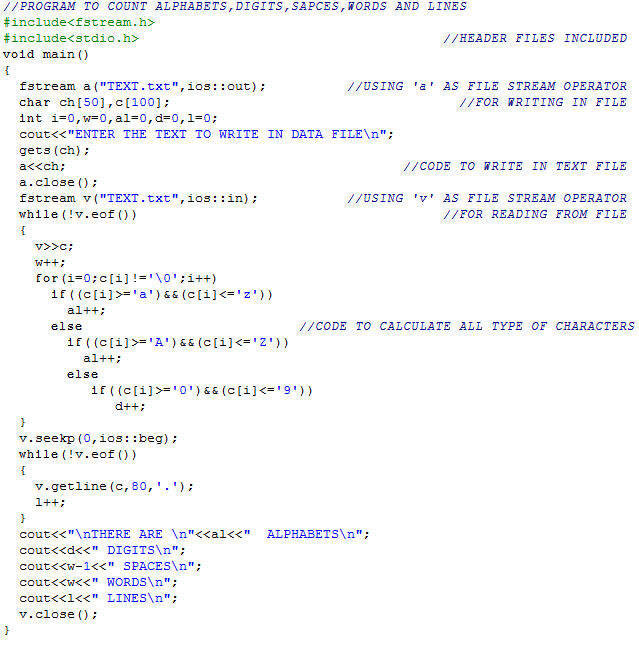 //PROGRAM TO COUNT ALPHABETS,DIGITS,SAPCES,WORDS AND LINES
#include<fstream.h>
#include<stdio.h> //HEADER FILES INCLUDED
void main()
{
fstream a("TEXT.txt",ios::out); //USING 'a' AS FILE STREAM OPERATOR
char ch[50],c[100]; //FOR WRITING IN FILE
int i=0,w=0,al=0,d=0,l=0;
cout<<"ENTER THE TEXT TO WRITE IN DATA FILE\n";
gets(ch);
a<<ch; //CODE TO WRITE IN TEXT FILE
a.close();
fstream v("TEXT.txt",ios::in); //USING 'v' AS FILE STREAM OPERATOR
while(!v.eof()) //FOR READING FROM FILE
{
v>>c;
w++;
for(i=0;c[i]!='\0';i++)
if((c[i]>='a')&&(c[i]<='z'))
al++;
else //CODE TO CALCULATE ALL TYPE OF CHARACTERS
if((c[i]>='A')&&(c[i]<='Z'))
al++;
else
if((c[i]>='0')&&(c[i]<='9'))
d++;
}
v.seekp(0,ios::beg);
while(!v.eof())
{
v.getline(c,80,'.');
l++;
}
cout<<"\nTHERE ARE \n"<<al<<"  ALPHABETS\n";
cout<<d<<" DIGITS\n";
cout<<w-1<<" SPACES\n";
cout<<w<<" WORDS\n";
cout<<l<<" LINES\n";
v.close();
}